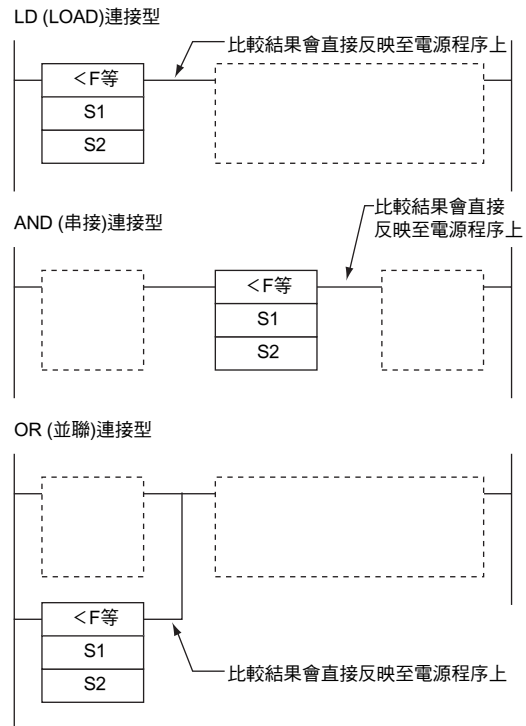 LD (LOAD)連接型
比較結果會直接反映至電源程序上
＜F等
S1
S2
AND (串接)連接型
比較結果會直接
反映至電源程序上
＜F等
S1
S2
OR (並聯)連接型
＜F等
S1
S2
比較結果會直接反映至電源程序上